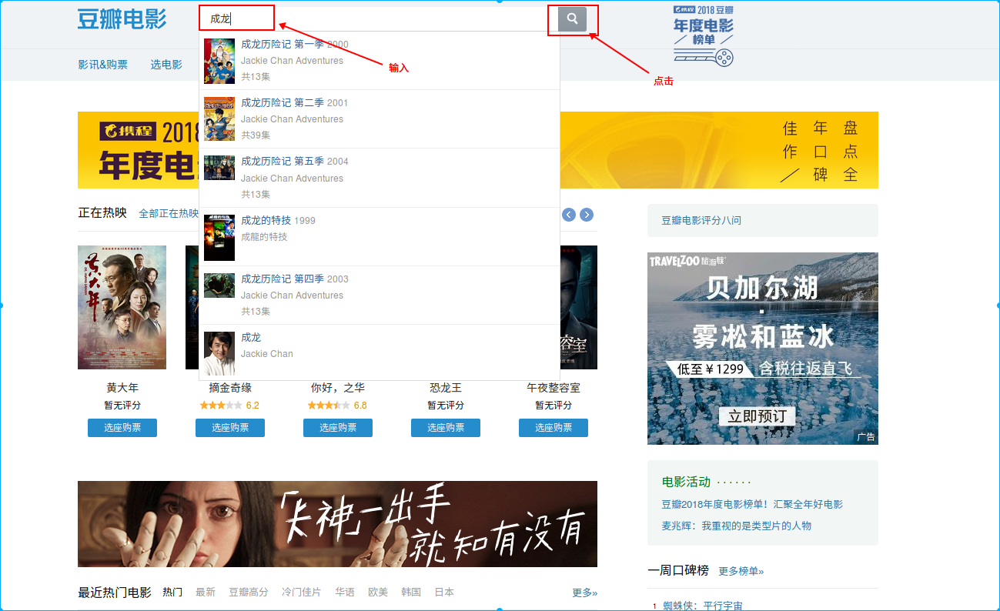 豆瓣电影
成龙
携程 2018 豆瓣
年度电影
榜单
影讯&购票
选电影
输入
点击
成龙历险记 第一季 2000
Jackie Chan Adventures
共13集
成龙历险记 第二季 2001
Jackie Chan Adventures
共39集
成龙历险记 第五季 2004
Jackie Chan Adventures
共13集
成龙的特技 1999
成龍的特技
成龙历险记 第四季 2003
Jackie Chan Adventures
共13集
成龙
Jackie Chan
携程 2018
年度电
佳 年 盘
作 口 点
／ 碑 全
正在热映 全部正在热映
豆瓣电影评分八问
黄大年
容室
黄大年
暂无评分
选座购票
摘金奇缘
6.2
选座购票
你好，之华
6.8
选座购票
恐龙王
暂无评分
选座购票
午夜整容室
暂无评分
选座购票
TRAVELZOO 旅游族
贝加尔湖
·
雾凇和蓝冰
低至￥1299 含税往返直飞
立即预订
广告
电影活动 · · · · · ·
豆瓣2018年度电影榜单！汇聚全年好电影
麦兆辉：我重视的是类型片的人物
「卡神一出手
就知有没有
最近热门电影 热门 最新 豆瓣高分 冷门佳片 华语 欧美 韩国 日本 更多»
一周口碑榜 更多榜单»
1 蜘蛛侠：平行宇宙